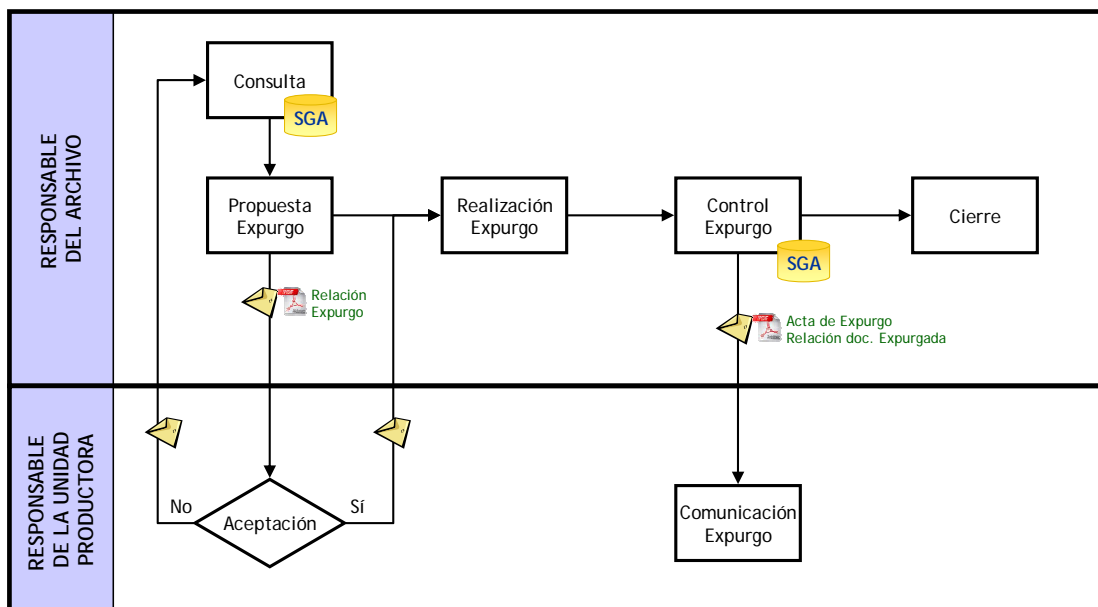 RESPONSABLE
DEL ARCHIVO
Consulta
SGA
Propuesta
Expurgo
Realización
Expurgo
Control
Expurgo
SGA
Cierre
Relación
Expurgo
Acta de Expurgo
Relación doc. Expurgada
RESPONSABLE
DE LA UNIDAD
PRODUCTORA
No
Aceptación
Sí
Comunicación
Expurgo